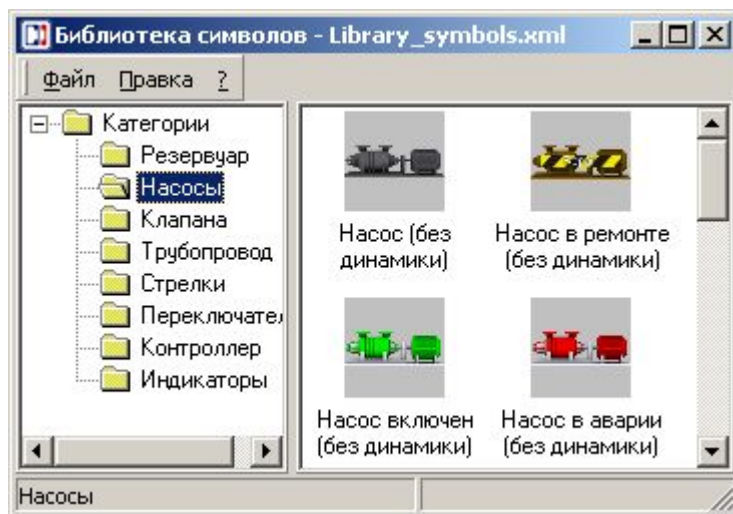 Библиотека символов - Library_symbols.xml
Файл Правка ?
Категории
Резервуар
Насосы
Клапана
Трубопровод
Стрелки
Переключател
Контроллер
Индикаторы
Насос (без
динамики)
Насос в ремонте
(без динамики)
Насос включен
(без динамики)
Насос в аварии
(без динамики)
Насосы